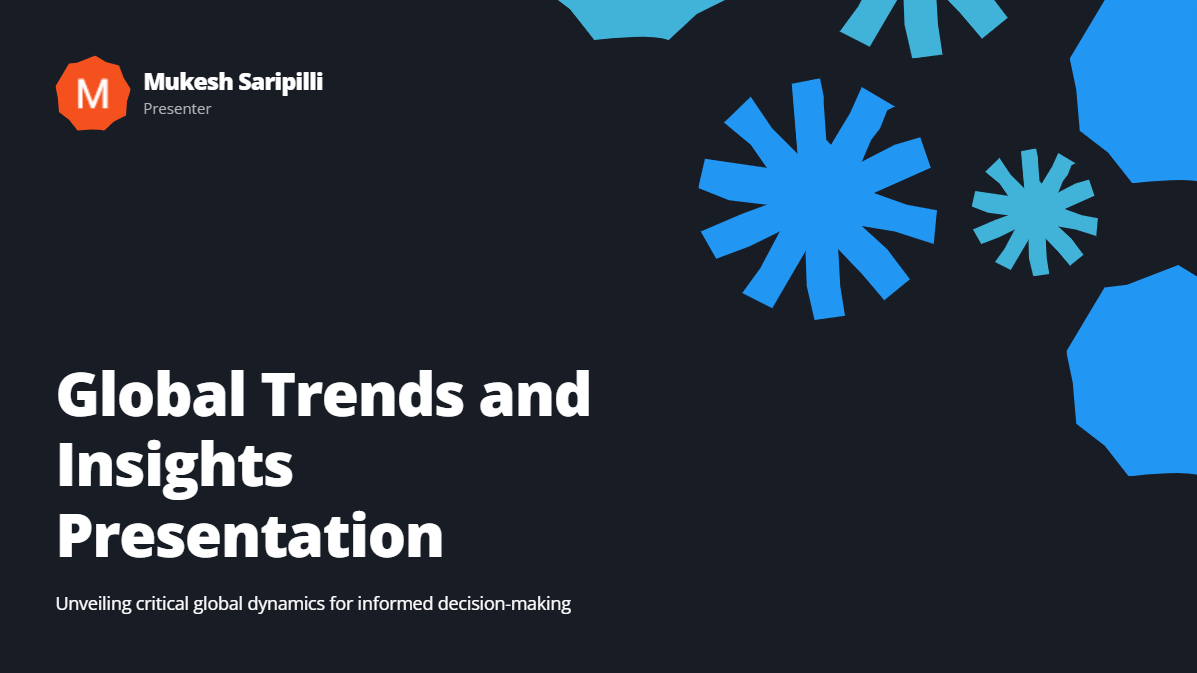 M
Mukesh Saripilli
Presenter
Global Trends and
Insights
Presentation
Unveiling critical global dynamics for informed decision-making